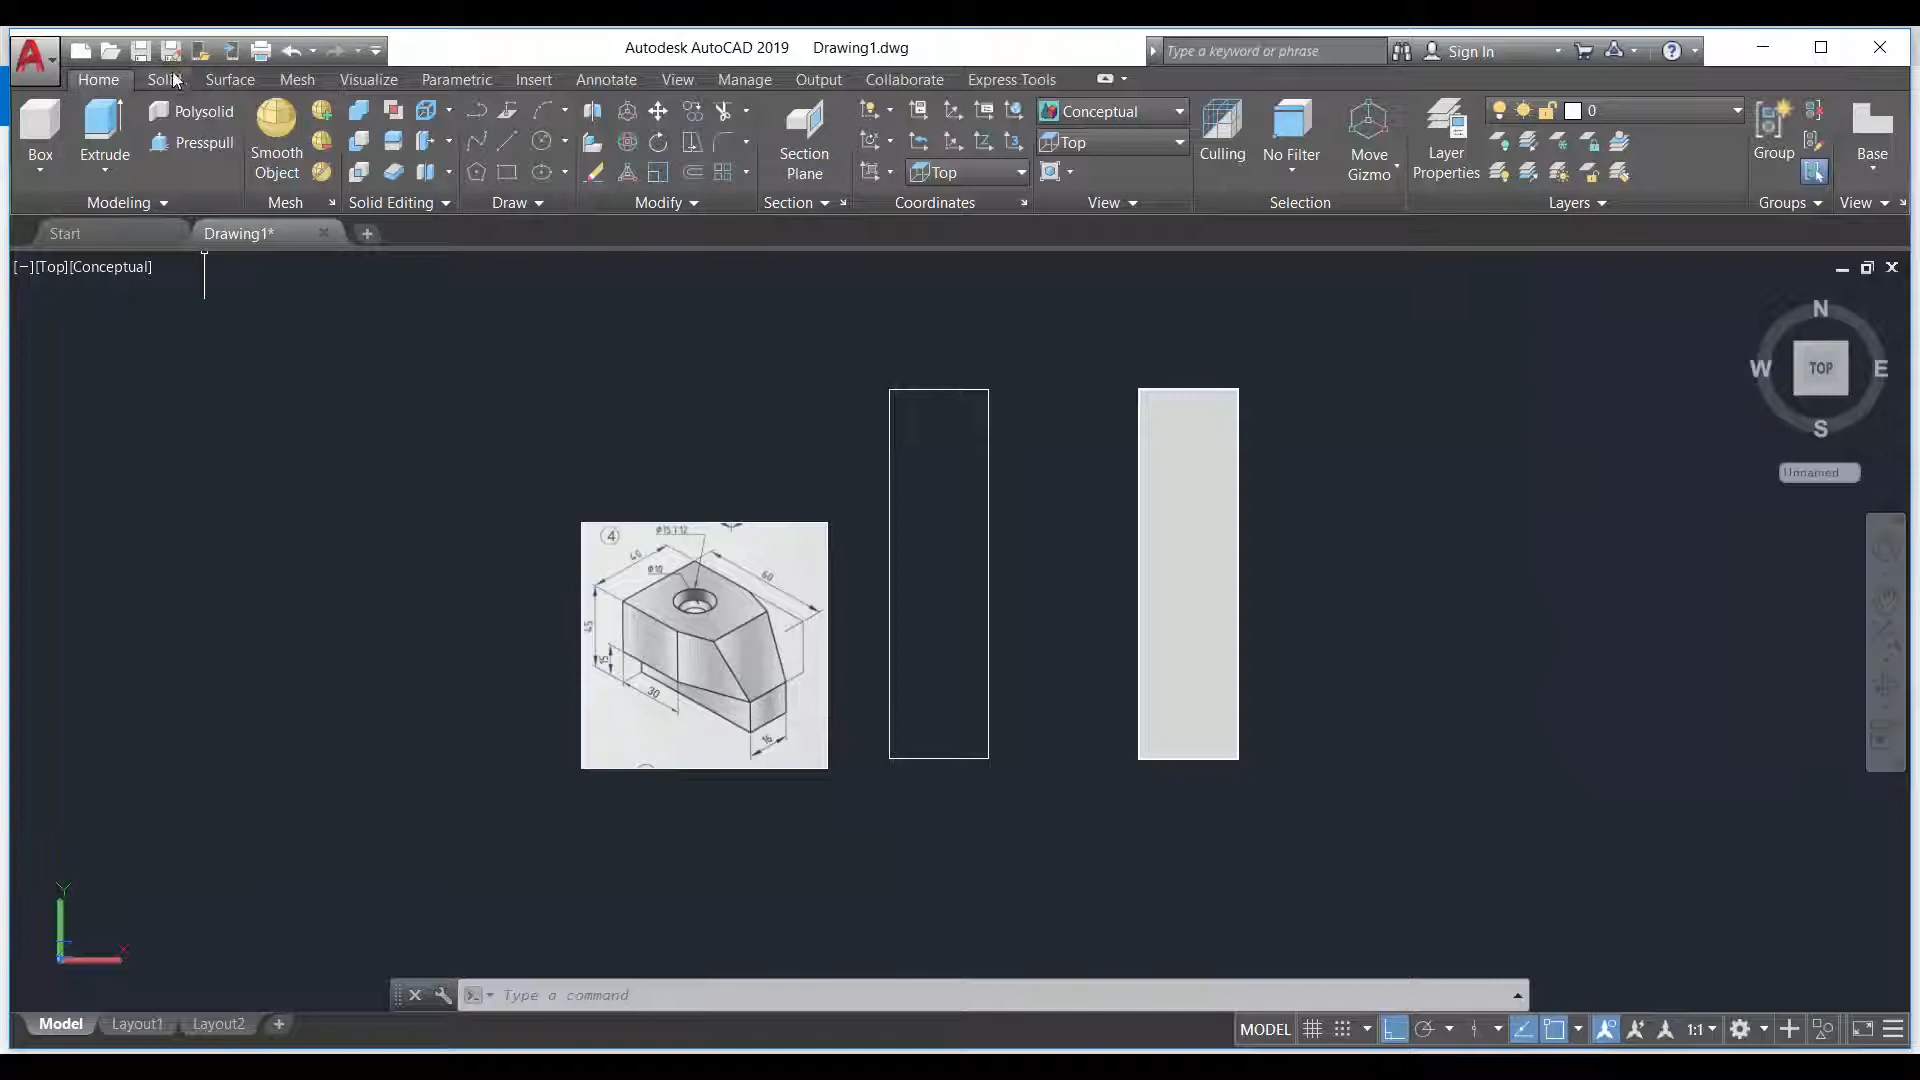 Autodesk AutoCAD 2019 Drawing1.dwg
Type a keyword or phrase
Sign In
Home Solid Surface Mesh Visualize Parametric Insert Annotate View Manage Output Collaborate Express Tools
Box
Extrude
Polysolid
Presspull
Smooth Object
Section Plane
Top
Conceptual
Top
Culling
No Filter
Move Gizmo
Layer Properties
0
Group
Base
Modeling Mesh Solid Editing Draw Modify Section Coordinates View Selection Layers Groups View
Start Drawing1*
[−][Top][Conceptual]
N
W TOP E
S
Unnamed
4
Ø10
60
45
15
30
16
Y
X
Type a command
Model Layout1 Layout2
MODEL 1:1